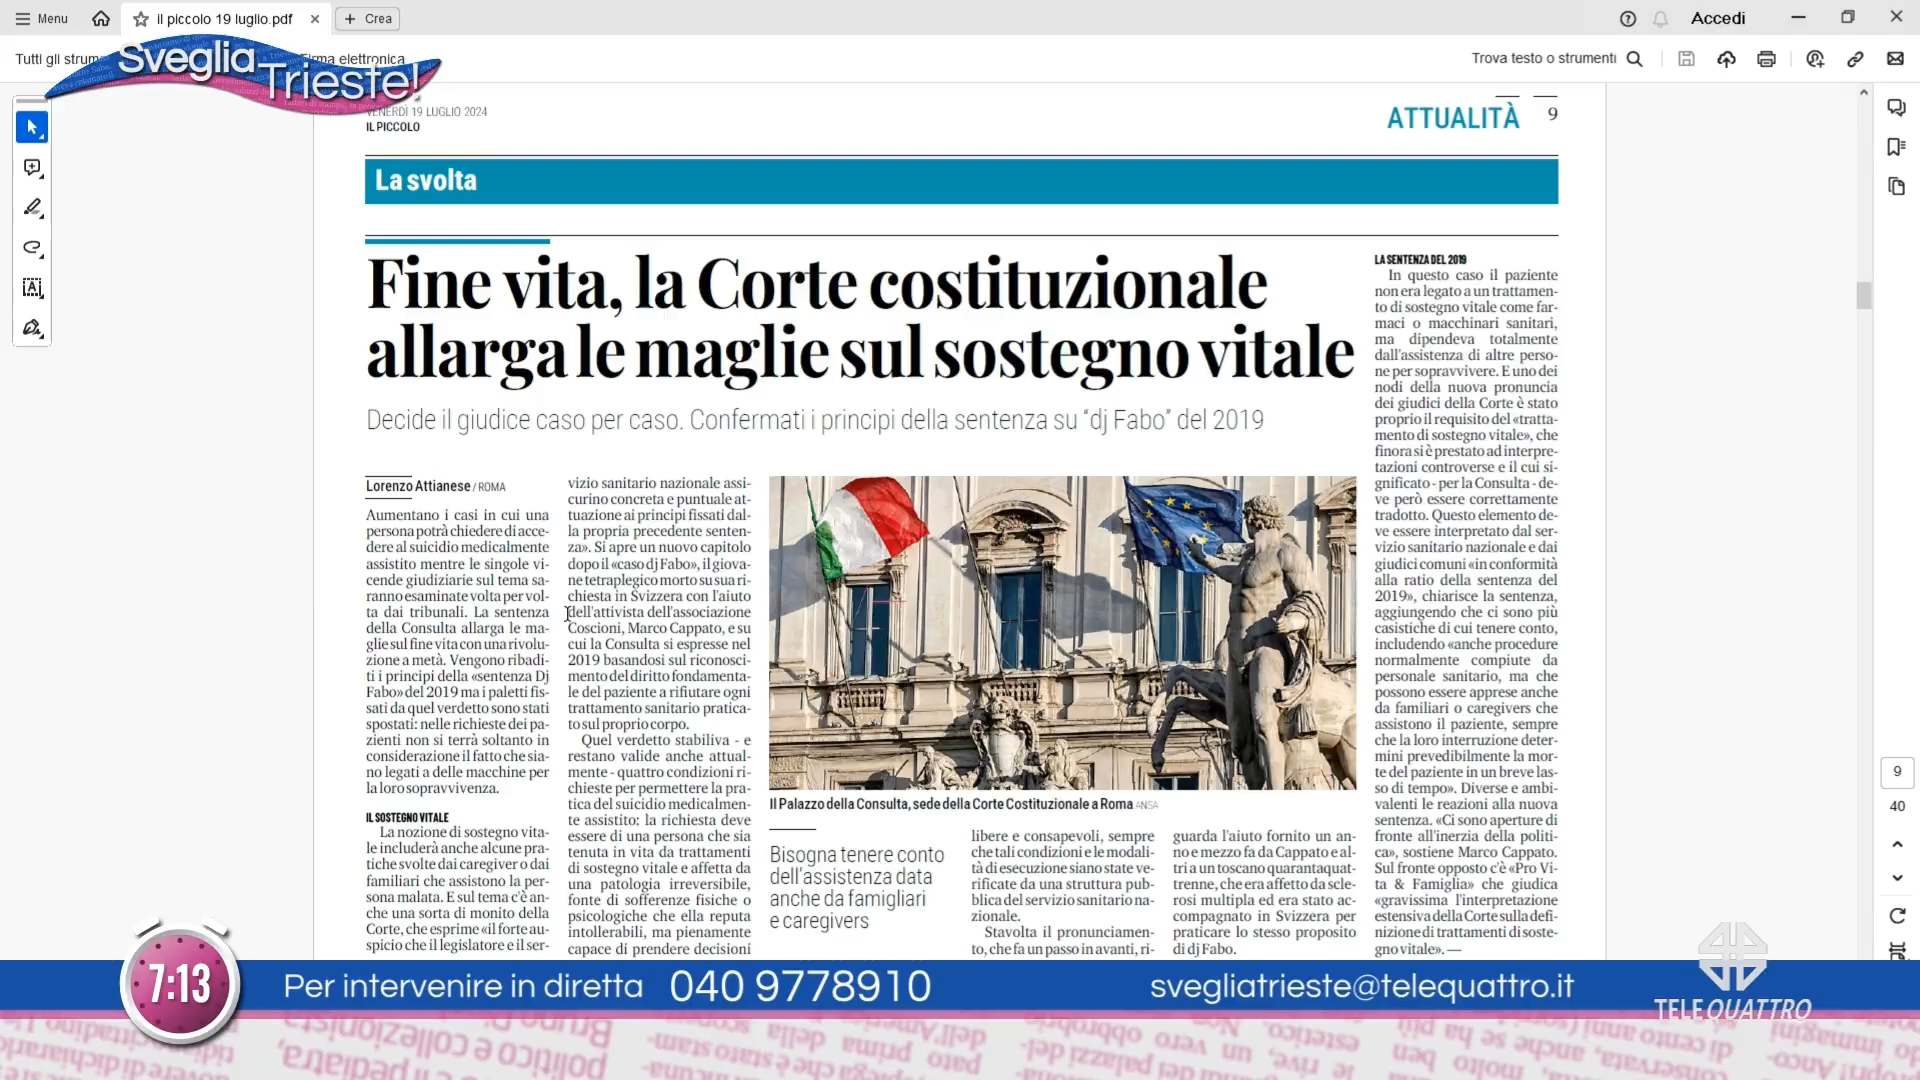 Menu
il piccolo 19 luglio.pdf
Crea
Accedi
Tutti gli strum
Firma elettronica
Trova testo o strumenti
Sveglia
Trieste!
VENERDÌ 19 LUGLIO 2024
IL PICCOLO
ATTUALITÀ
9
La svolta
Fine vita, la Corte costituzionale
allarga le maglie sul sostegno vitale
Decide il giudice caso per caso. Confermati i principi della sentenza su “dj Fabo” del 2019
Lorenzo Attianese / ROMA
Aumentano i casi in cui una
persona potrà chiedere di acce-
dere al suicidio medicalmente
assistito mentre le singole vi-
cende giudiziarie sul tema sa-
ranno esaminate volta per vol-
ta dai tribunali. La sentenza
della Consulta allarga le ma-
glie sul fine vita con una rivolu-
zione a metà. Vengono ribadi-
ti i principi della «sentenza Dj
Fabo» del 2019 ma i paletti fis-
sati da quel verdetto sono stati
spostati: nelle richieste dei pa-
zienti non si terrà soltanto in
considerazione il fatto che sia-
no legati a delle macchine per
la loro sopravvivenza.
IL SOSTEGNO VITALE
La nozione di sostegno vita-
le includerà anche alcune pra-
tiche svolte dai caregiver o dai
familiari che assistono la per-
sona malata. E sul tema c'è an-
che una sorta di monito della
Corte, che esprime «il forte au-
spicio che il legislatore e il ser-
vizio sanitario nazionale assi-
curino concreta e puntuale at-
tuazione ai principi fissati dal-
la propria precedente senten-
za». Si apre un nuovo capitolo
dopo il «caso dj Fabo», il giova-
ne tetraplegico morto su sua ri-
chiesta in Svizzera con l'aiuto
dell'attivista dell'associazione
Coscioni, Marco Cappato, e su
cui la Consulta si espresse nel
2019 basandosi sul riconosci-
mento del diritto fondamenta-
le del paziente a rifiutare ogni
trattamento sanitario pratica-
to sul proprio corpo.
Quel verdetto stabiliva - e
restano valide anche attual-
mente - quattro condizioni ri-
chieste per permettere la pra-
tica del suicidio medicalmen-
te assistito: la richiesta deve
essere di una persona che sia
tenuta in vita da trattamenti
di sostegno vitale e affetta da
una patologia irreversibile,
fonte di sofferenze fisiche o
psicologiche che ella reputa
intollerabili, ma pienamente
capace di prendere decisioni
Il Palazzo della Consulta, sede della Corte Costituzionale a Roma ANSA
Bisogna tenere conto
dell'assistenza data
anche da famigliari
e caregivers
libere e consapevoli, sempre
che tali condizioni e le modali-
tà di esecuzione siano state ve-
rificate da una struttura pub-
blica del servizio sanitario na-
zionale.
Stavolta il pronunciamen-
to, che fa un passo in avanti, ri-
guarda l'aiuto fornito un an-
no e mezzo fa da Cappato e al-
tri a un toscano quarantaquat-
trenne, che era affetto da scle-
rosi multipla ed era stato ac-
compagnato in Svizzera per
praticare lo stesso proposito
di dj Fabo.
LA SENTENZA DEL 2019
In questo caso il paziente
non era legato a un trattamen-
to di sostegno vitale come far-
maci o macchinari sanitari,
ma dipendeva totalmente
dall'assistenza di altre perso-
ne per sopravvivere. E uno dei
nodi della nuova pronuncia
dei giudici della Corte è stato
proprio il requisito del «tratta-
mento di sostegno vitale», che
finora si è prestato ad interpre-
tazioni controverse e il cui si-
gnificato - per la Consulta - de-
ve però essere correttamente
tradotto. Questo elemento de-
ve essere interpretato dal ser-
vizio sanitario nazionale e dai
giudici comuni «in conformità
alla ratio della sentenza del
2019», chiarisce la sentenza,
aggiungendo che ci sono più
casistiche di cui tenere conto,
includendo «anche procedure
normalmente compiute da
personale sanitario, ma che
possono essere apprese anche
da familiari o caregivers che
assistono il paziente, sempre
che la loro interruzione deter-
mini prevedibilmente la mor-
te del paziente in un breve las-
so di tempo». Diverse e ambi-
valenti le reazioni alla nuova
sentenza. «Ci sono aperture di
fronte all'inerzia della politi-
ca», sostiene Marco Cappato.
Sul fronte opposto c'è «Pro Vi-
ta & Famiglia» che giudica
«gravissima l'interpretazione
estensiva della Corte sulla defi-
nizione di trattamenti di soste-
gno vitale». —
9
40
7:13
Per intervenire in diretta 040 9778910
svegliatrieste@telequattro.it
TELEQUATTRO